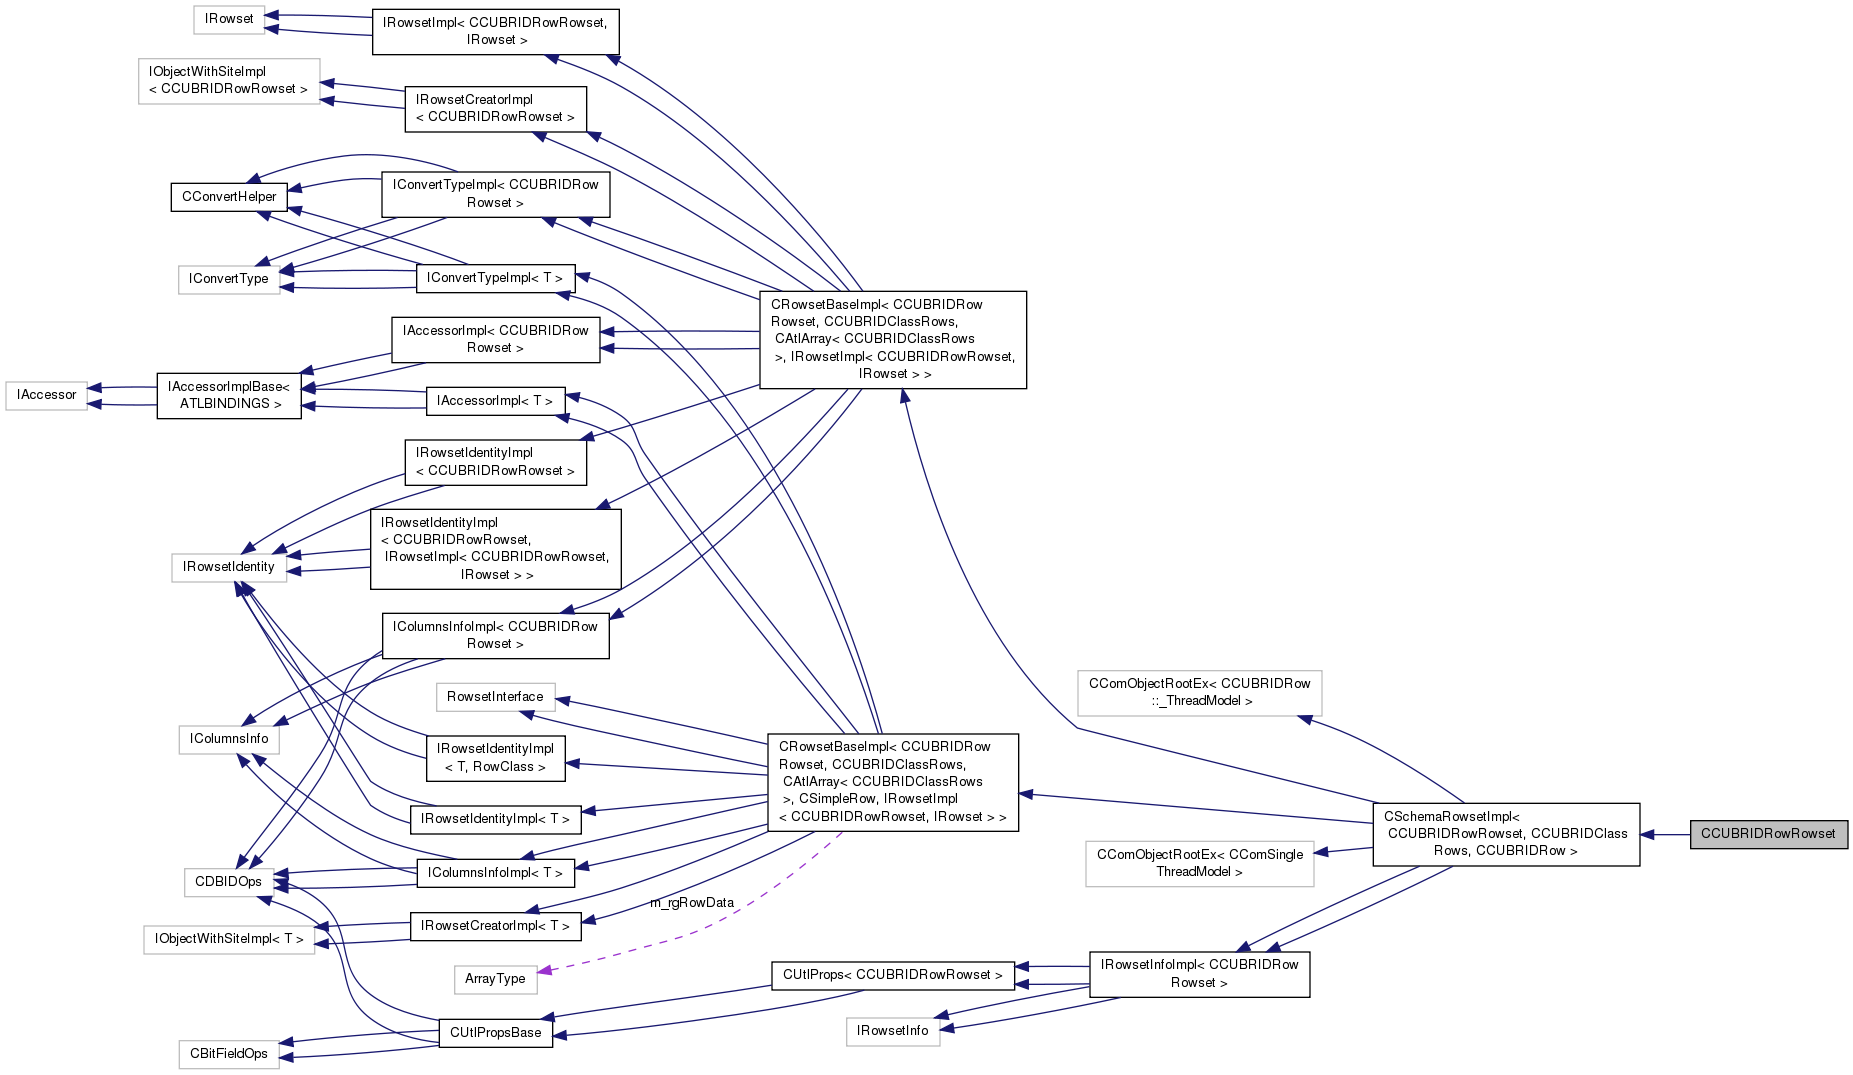 IRowset
IRowsetImpl< CCUBRIDRowRowset,
IRowset >
IObjectWithSiteImpl
< CCUBRIDRowRowset >
IRowsetCreatorImpl
< CCUBRIDRowRowset >
CConvertHelper
IConvertTypeImpl< CCUBRIDRow
Rowset >
IConvertType
IConvertTypeImpl< T >
CRowsetBaseImpl< CCUBRIDRow
Rowset, CCUBRIDClassRows,
CAtlArray< CCUBRIDClassRows
>, IRowsetImpl< CCUBRIDRowRowset,
IRowset > >
IAccessorImpl< CCUBRIDRow
Rowset >
IAccessor
IAccessorImplBase<
ATLBINDINGS >
IAccessorImpl< T >
IRowsetIdentityImpl
< CCUBRIDRowRowset >
IRowsetIdentityImpl
< CCUBRIDRowRowset,
IRowsetImpl< CCUBRIDRowRowset,
IRowset > >
IRowsetIdentity
IColumnsInfoImpl< CCUBRIDRow
Rowset >
RowsetInterface
CComObjectRootEx< CCUBRIDRow
::_ThreadModel >
IColumnsInfo
IRowsetIdentityImpl
< T, RowClass >
CRowsetBaseImpl< CCUBRIDRow
Rowset, CCUBRIDClassRows,
CAtlArray< CCUBRIDClassRows
>, CSimpleRow, IRowsetImpl
< CCUBRIDRowRowset, IRowset > >
IRowsetIdentityImpl< T >
CSchemaRowsetImpl<
CCUBRIDRowRowset, CCUBRIDClass
Rows, CCUBRIDRow >
CCUBRIDRowRowset
CComObjectRootEx< CComSingle
ThreadModel >
CDBIDOps
IColumnsInfoImpl< T >
m_rgRowData
IObjectWithSiteImpl< T >
IRowsetCreatorImpl< T >
ArrayType
CUtlProps< CCUBRIDRowRowset >
IRowsetInfoImpl< CCUBRIDRow
Rowset >
IRowsetInfo
CUtlPropsBase
CBitFieldOps